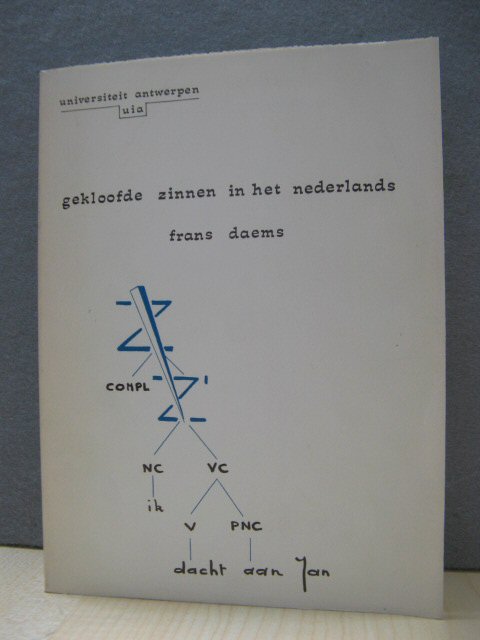 universiteit antwerpen
uia
gekloofde zinnen in het nederlands
frans daems
Z
COMPL Z'
NC VC
ik
V PNC
dacht aan Jan